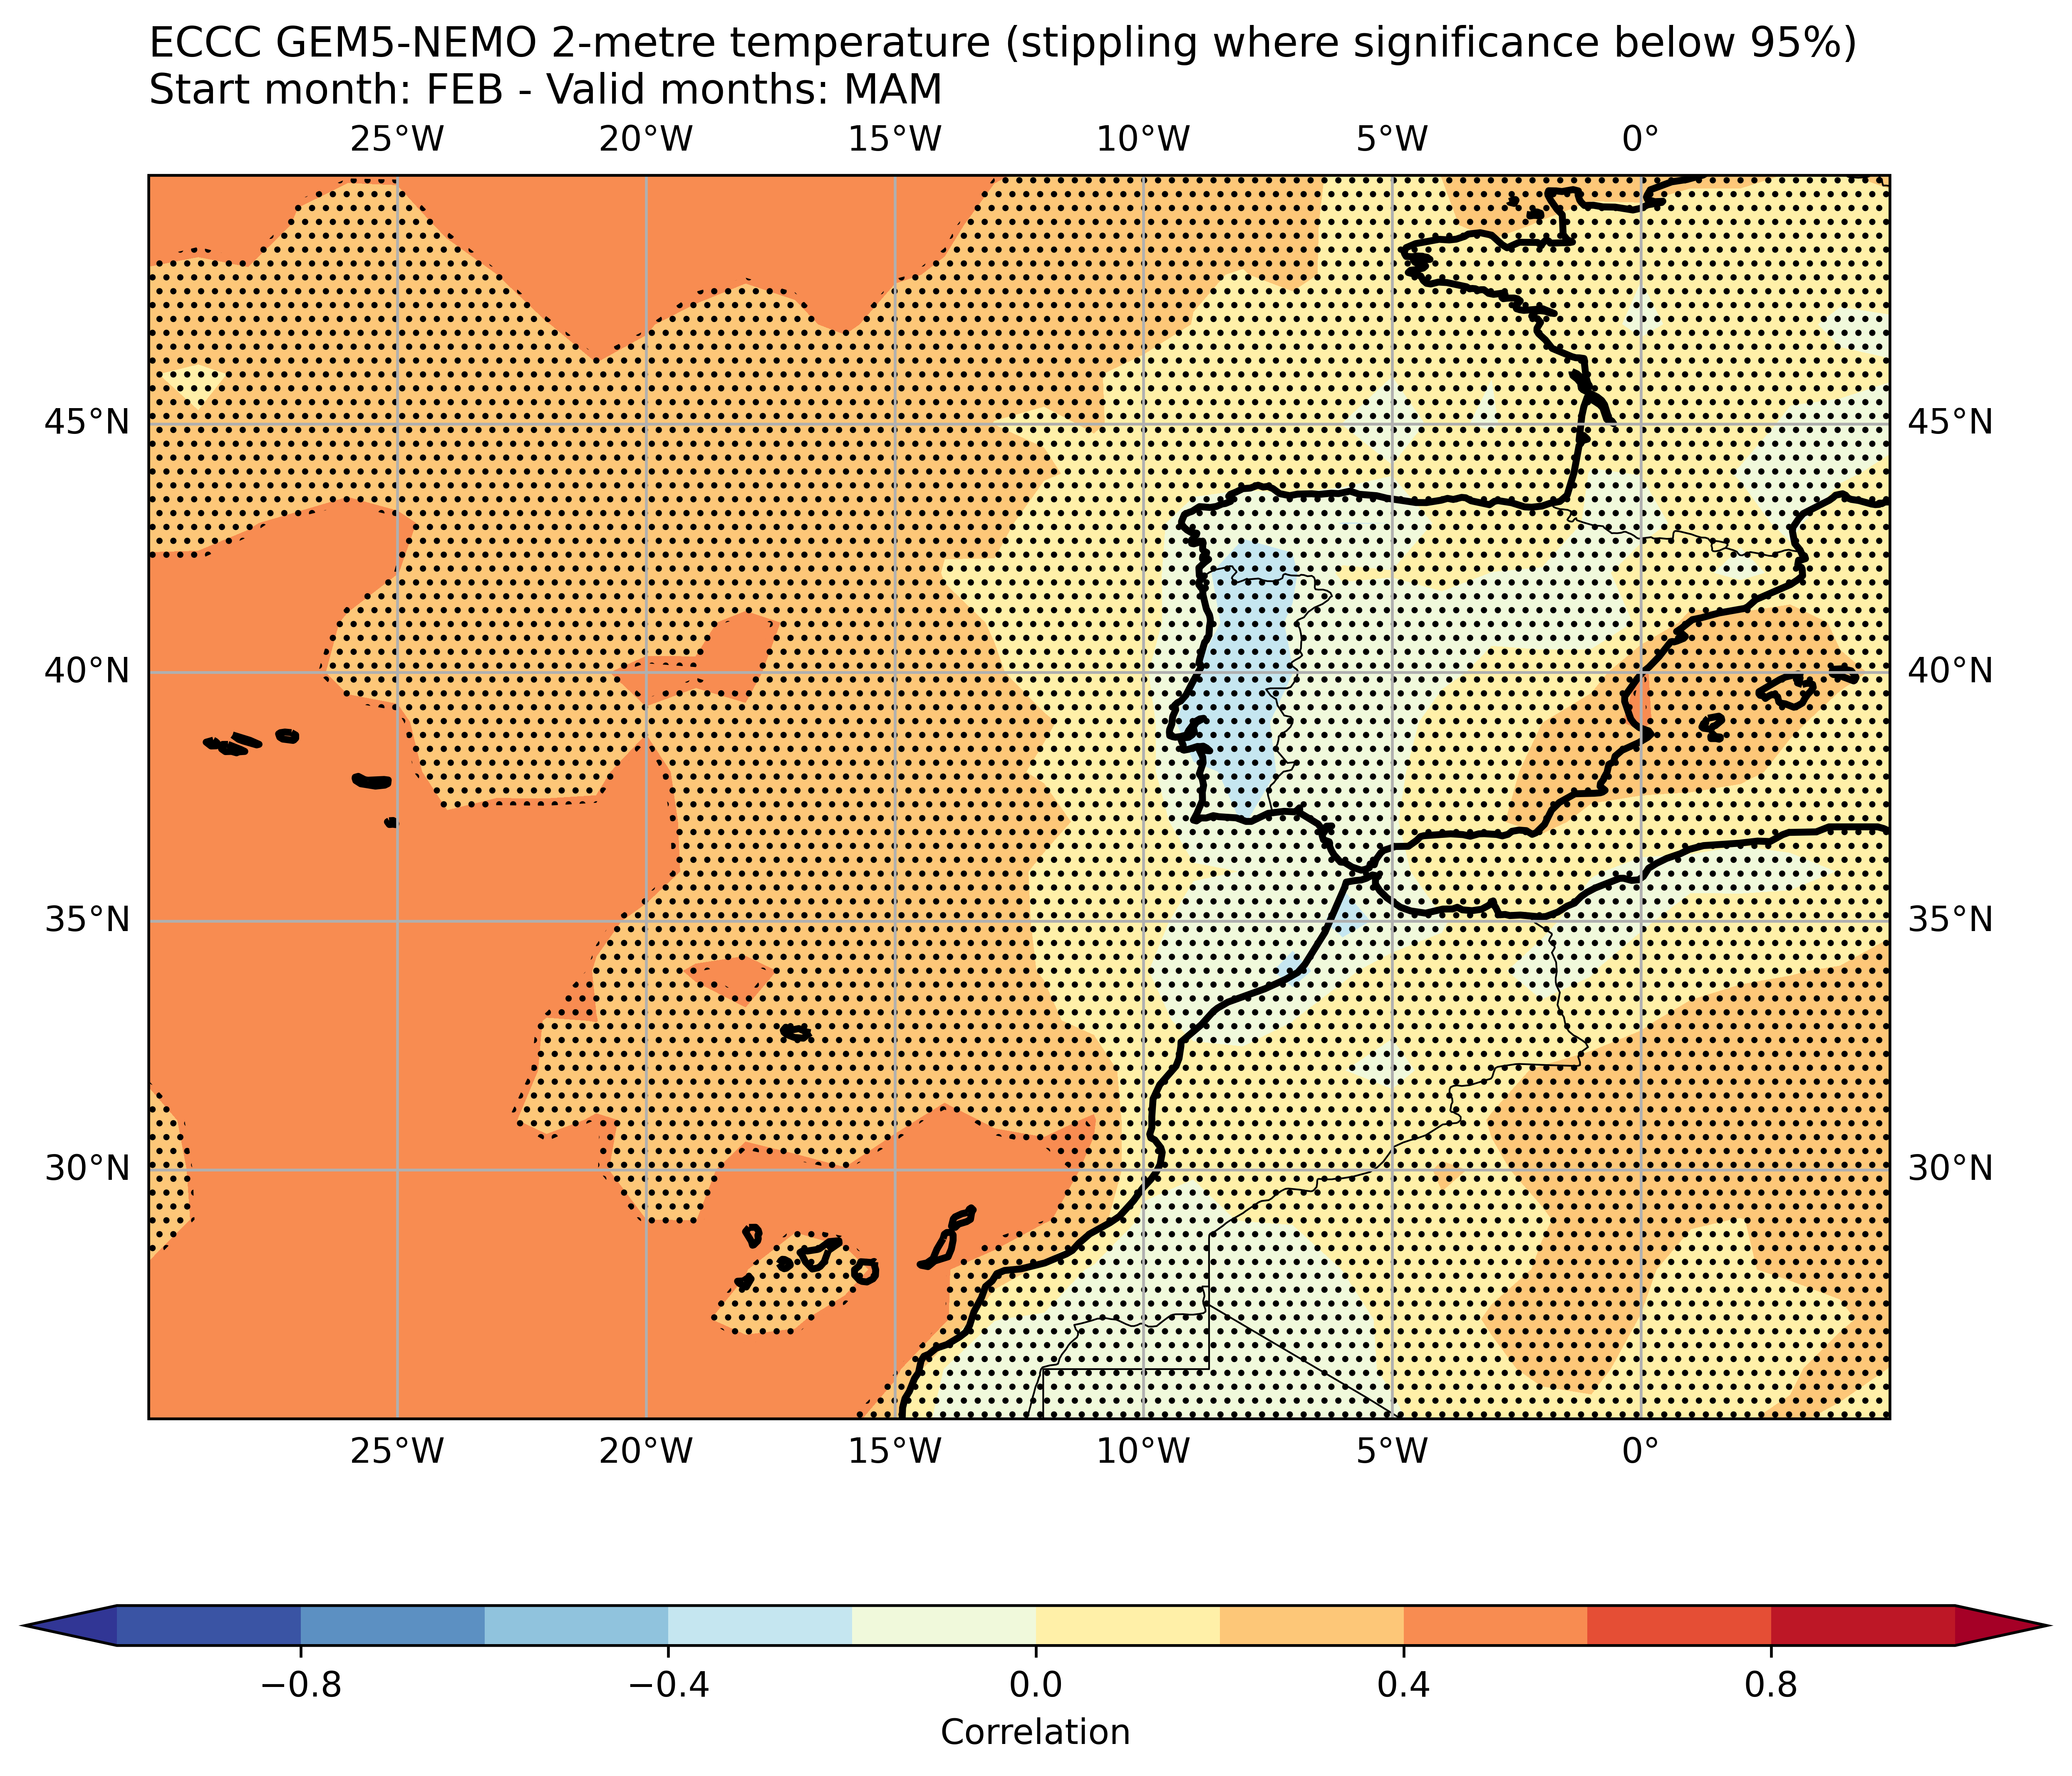 ECCC GEM5-NEMO 2-metre temperature (stippling where significance below 95%)
Start month: FEB - Valid months: MAM
25°W 20°W 15°W 10°W 5°W 0°
45°N 45°N
40°N 40°N
35°N 35°N
30°N 30°N
25°W 20°W 15°W 10°W 5°W 0°
−0.8 −0.4 0.0 0.4 0.8
Correlation